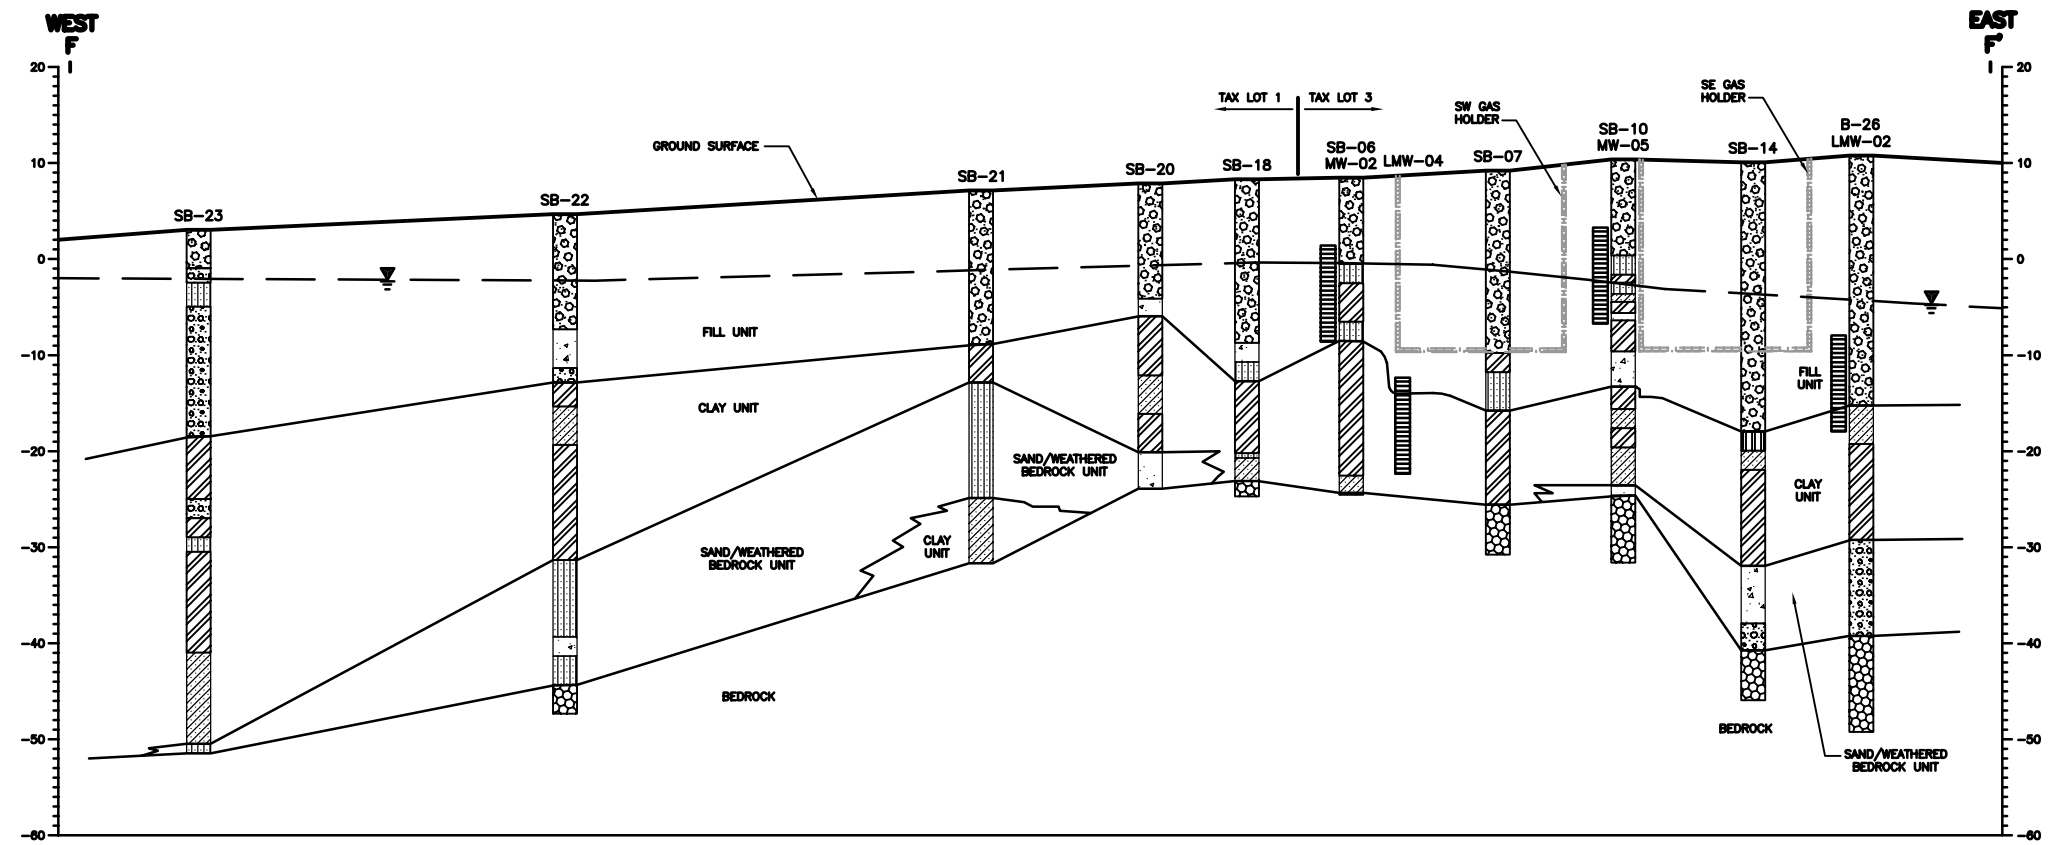 WEST
F
EAST
F'
20
10
0
-10
-20
-30
-40
-50
-60
20
10
0
-10
-20
-30
-40
-50
-60
TAX LOT 1
TAX LOT 3
SE GAS
HOLDER
SW GAS
HOLDER
GROUND SURFACE
SB-23
SB-22
SB-21
SB-20
SB-18
SB-06
MW-02
LMW-04
SB-07
SB-10
MW-05
SB-14
B-26
LMW-02
FILL UNIT
CLAY UNIT
SAND/WEATHERED
BEDROCK UNIT
CLAY
UNIT
SAND/WEATHERED
BEDROCK UNIT
BEDROCK
FILL
UNIT
CLAY
UNIT
BEDROCK
SAND/WEATHERED
BEDROCK UNIT